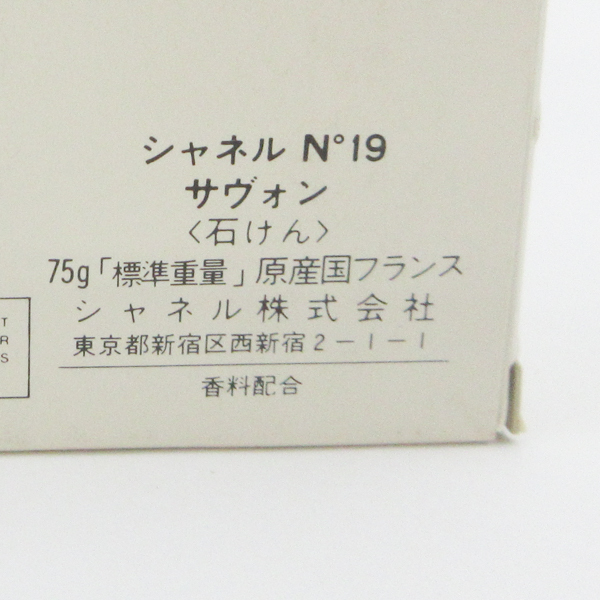 シャネル N°19
サヴォン
〈石けん〉
75g「標準重量」原産国フランス
シャネル株式会社
東京都新宿区西新宿2-1-1
香料配合
T
R
S